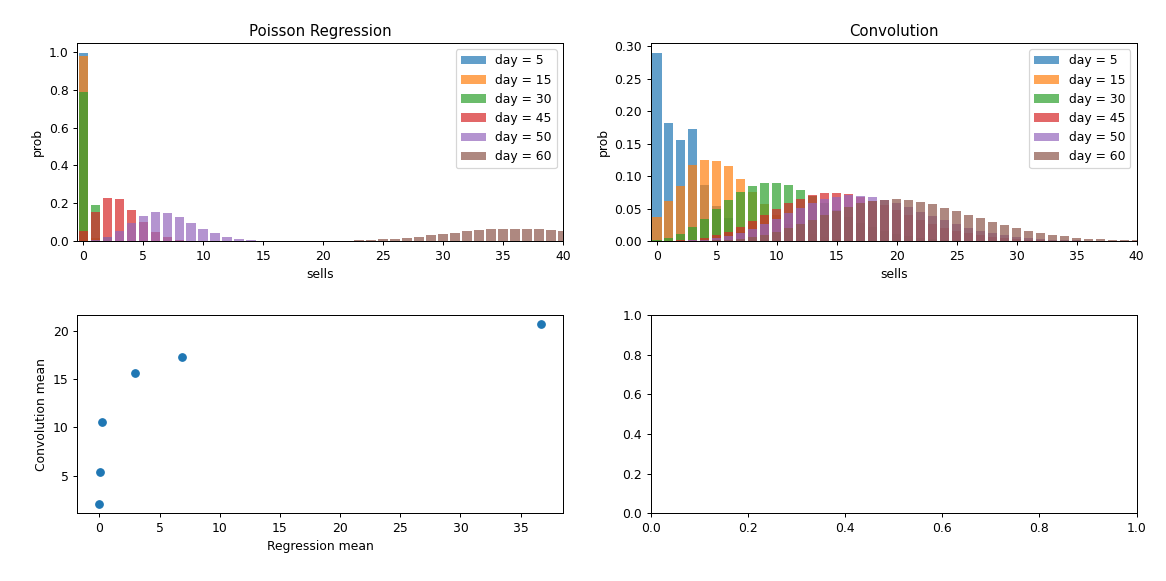 Poisson Regression
prob
1.0
0.8
0.6
0.4
0.2
0.0
day = 5
day = 15
day = 30
day = 45
day = 50
day = 60
0 5 10 15 20 25 30 35 40
sells
Convolution
prob
0.30
0.25
0.20
0.15
0.10
0.05
0.00
day = 5
day = 15
day = 30
day = 45
day = 50
day = 60
0 5 10 15 20 25 30 35 40
sells
Convolution mean
20
15
10
5
0 5 10 15 20 25 30 35
Regression mean
1.0
0.8
0.6
0.4
0.2
0.0
0.0 0.2 0.4 0.6 0.8 1.0